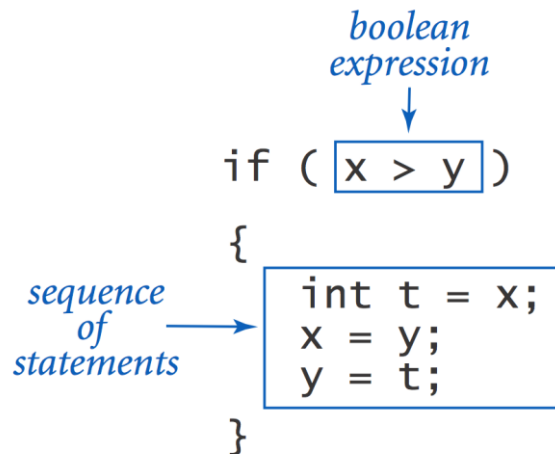 boolean
expression
if ( x > y )
{
int t = x;
sequence
x = y;
of
y = t;
statements
}